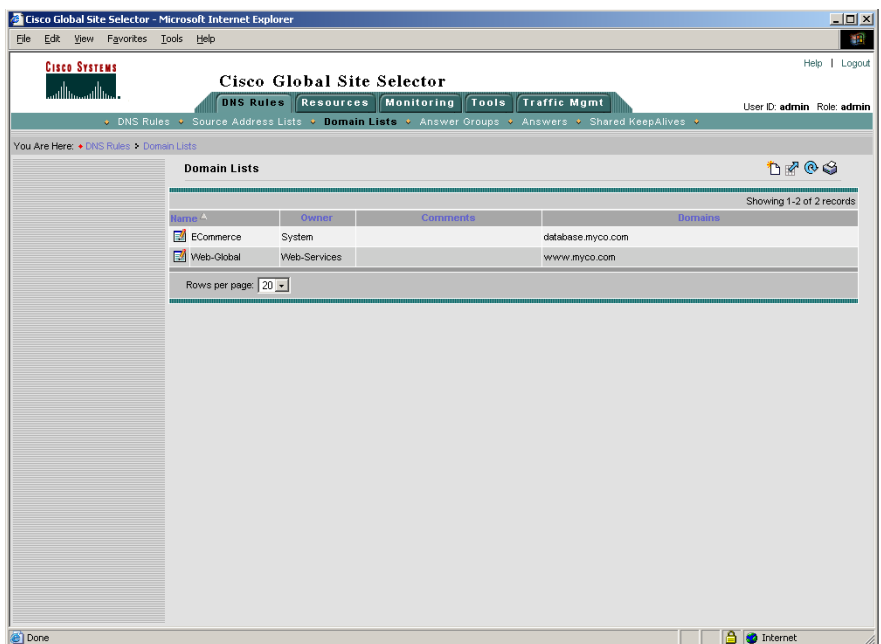 Cisco Global Site Selector - Microsoft Internet Explorer
File Edit View Favorites Tools Help
CISCO SYSTEMS
Help | Logout
Cisco Global Site Selector
DNS Rules Resources Monitoring Tools Traffic Mgmt
User ID: admin Role: admin
DNS Rules Source Address Lists Domain Lists Answer Groups Answers Shared KeepAlives
You Are Here: DNS Rules Domain Lists
Domain Lists
Showing 1-2 of 2 records
Name Owner Comments Domains
ECommerce System database.myco.com
Web-Global Web-Services www.myco.com
Rows per page: 20
Done Internet